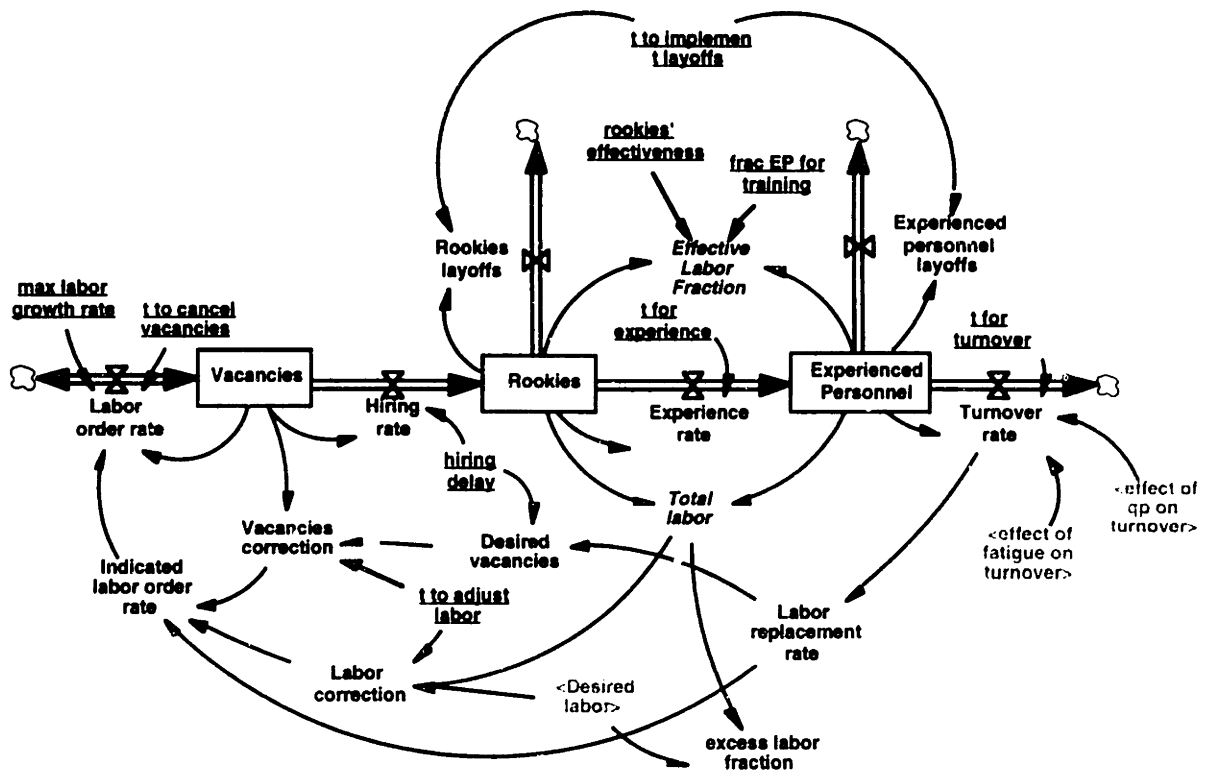 t to implemen
t layoffs
rookies'
effectiveness
frac EP for
training
Rookies
layoffs
Effective
Labor
Fraction
Experienced
personnel
layoffs
max labor
growth rate
t to cancel
vacancies
t for
experience
t for
turnover
Vacancies
Rookies
Experienced
Personnel
Labor
order rate
Hiring
rate
Experience
rate
Turnover
rate
hiring
delay
Total
labor
<effect of
qp on
turnover>
Vacancies
correction
Desired
vacancies
<effect of
fatigue on
turnover>
Indicated
labor order
rate
t to adjust
labor
Labor
replacement
rate
Labor
correction
<Desired
labor>
excess labor
fraction